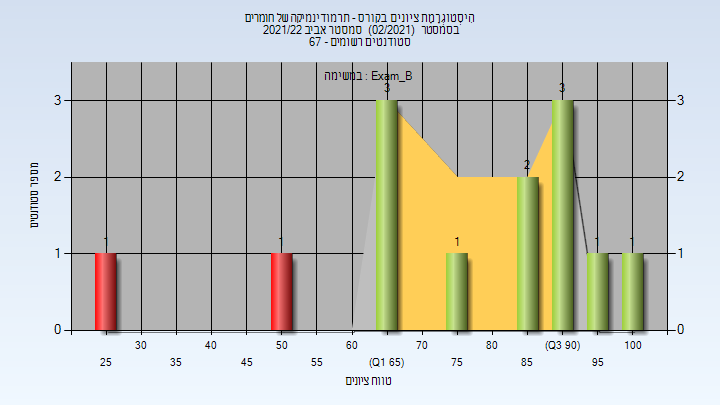 היסטוגרמת ציונים בקורס - תרמודינמיקה של חומרים
בסמסטר (02/2021) סמסטר אביב 2021/22
סטודנטים רשומים - 67
במשימה : Exam_B
מספר סטודנטים
3 3
2 2
1 1
0 0
1 1 3 1 2 3 1 1
30 40 50 60 70 80 (Q3 90) 100
25 35 45 55 (Q1 65) 75 85 95
טווח ציונים